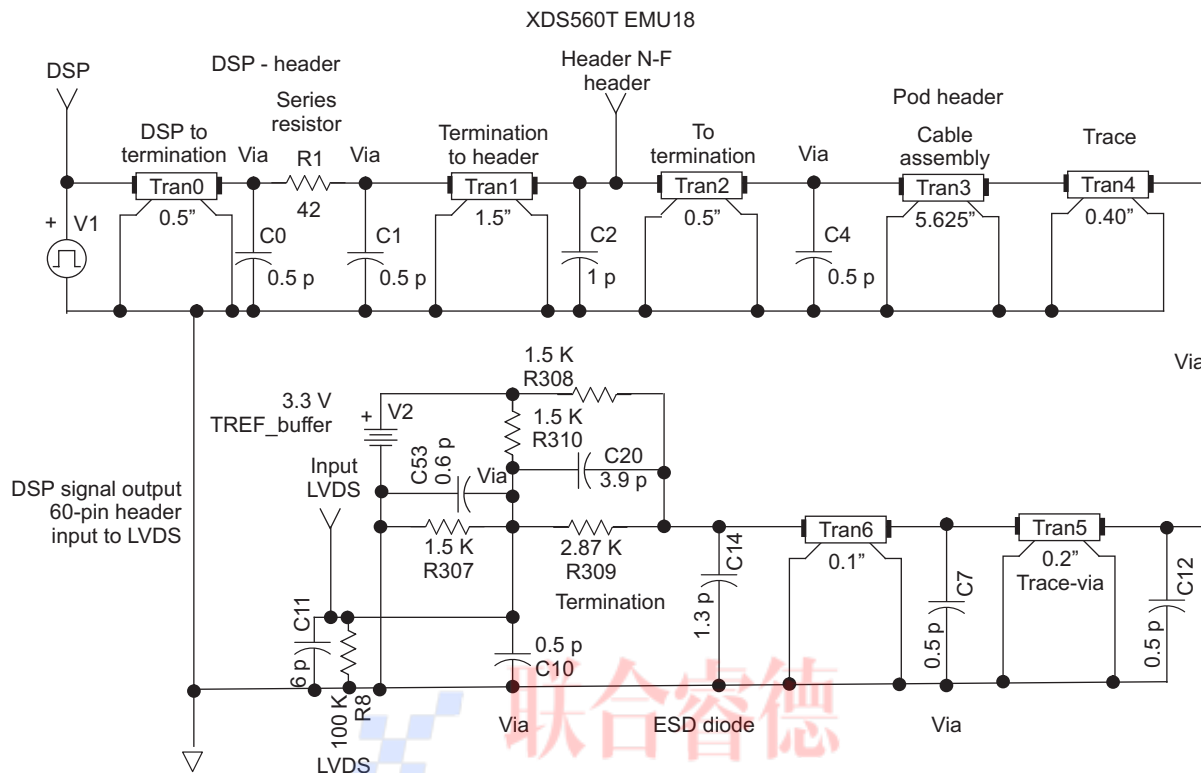 XDS560T EMU18
DSP
DSP - header
Header N-F
header
Pod header
DSP to
termination
Via
Series
resistor
R1
42
Via
Termination
to header
To
termination
Via
Cable
assembly
Trace
Tran0
0.5”
Tran1
1.5”
Tran2
0.5”
Tran3
5.625”
Tran4
0.40”
+
V1
C0
0.5 p
C1
0.5 p
C2
1 p
C4
0.5 p
Via
1.5 K
R308
3.3 V
TREF_buffer
+
V2
1.5 K
R310
C53
0.6 p
Via
C20
3.9 p
Input
LVDS
DSP signal output
60-pin header
input to LVDS
1.5 K
R307
2.87 K
R309
Termination
C14
1.3 p
Tran6
0.1”
C7
0.5 p
Tran5
0.2”
Trace-via
C12
0.5 p
C11
6 p
100 K
R8
0.5 p
C10
LVDS
Via
ESD diode
Via
联合睿德